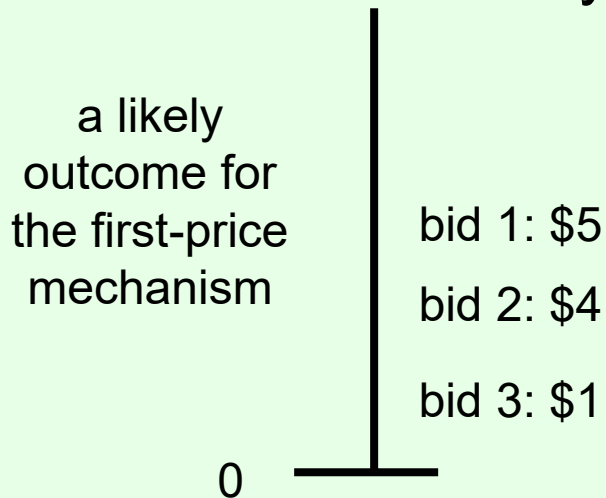 a likely
outcome for
the first-price
mechanism
bid 1: $5
bid 2: $4
bid 3: $1
0